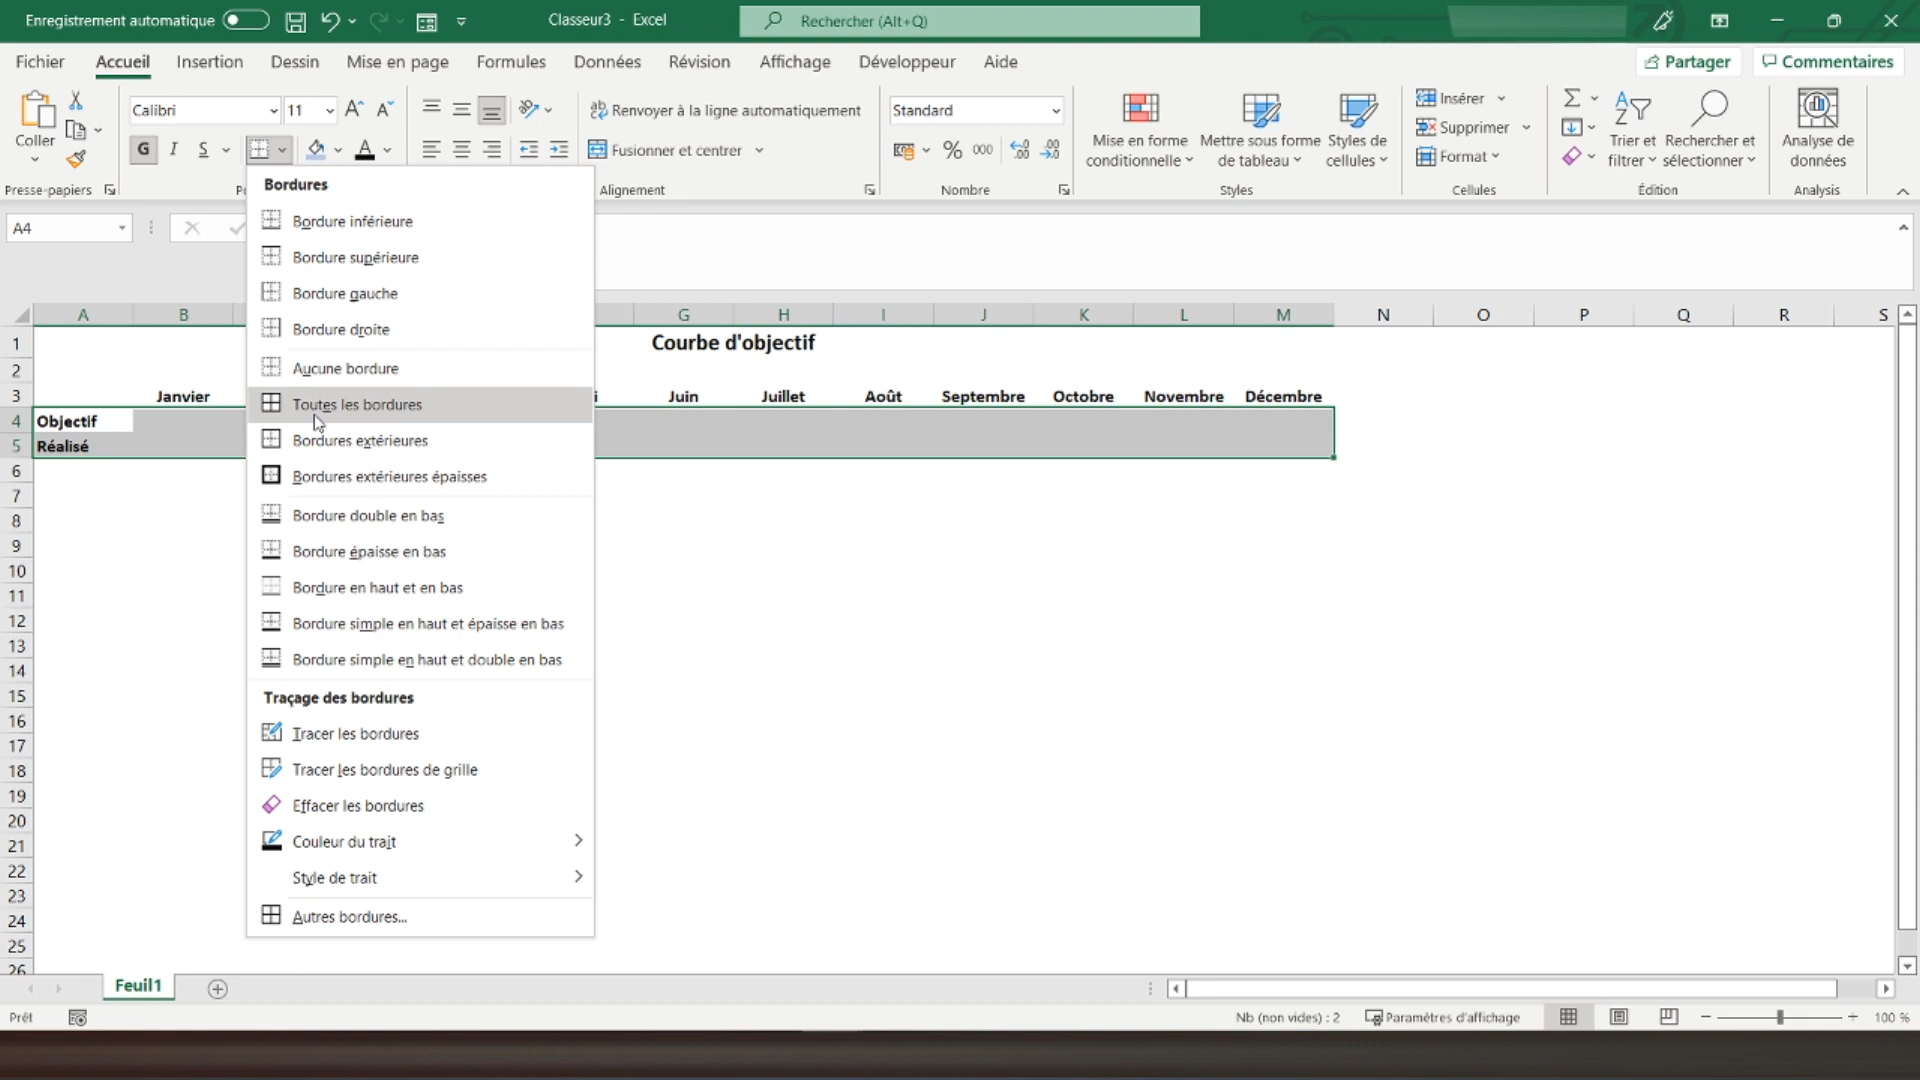 Enregistrement automatique
Classeur3 - Excel
Rechercher (Alt+Q)
Fichier Accueil Insertion Dessin Mise en page Formules Données Révision Affichage Développeur Aide
Partager Commentaires
Coller
Calibri 11
G I S
Renvoyer à la ligne automatiquement
Fusionner et centrer
Standard
% 000
Mise en forme conditionnelle
Mettre sous forme de tableau
Styles de cellules
Insérer
Supprimer
Format
Trier et filtrer
Rechercher et sélectionner
Analyse de données
Presse-papiers Alignement Nombre Styles Cellules Édition Analysis
A4
Bordures
Bordure inférieure
Bordure supérieure
Bordure gauche
Bordure droite
Aucune bordure
Toutes les bordures
Bordures extérieures
Bordures extérieures épaisses
Bordure double en bas
Bordure épaisse en bas
Bordure en haut et en bas
Bordure simple en haut et épaisse en bas
Bordure simple en haut et double en bas
Traçage des bordures
Tracer les bordures
Tracer les bordures de grille
Effacer les bordures
Couleur du trait
Style de trait
Autres bordures...
A B G H I J K L M N O P Q R S
1 Courbe d'objectif
2
3 Janvier Juin Juillet Août Septembre Octobre Novembre Décembre
4 Objectif
5 Réalisé
6
7
8
9
10
11
12
13
14
15
16
17
18
19
20
21
22
23
24
25
26
Feuil1
Prêt
Nb (non vides) : 2 Paramètres d'affichage 100 %